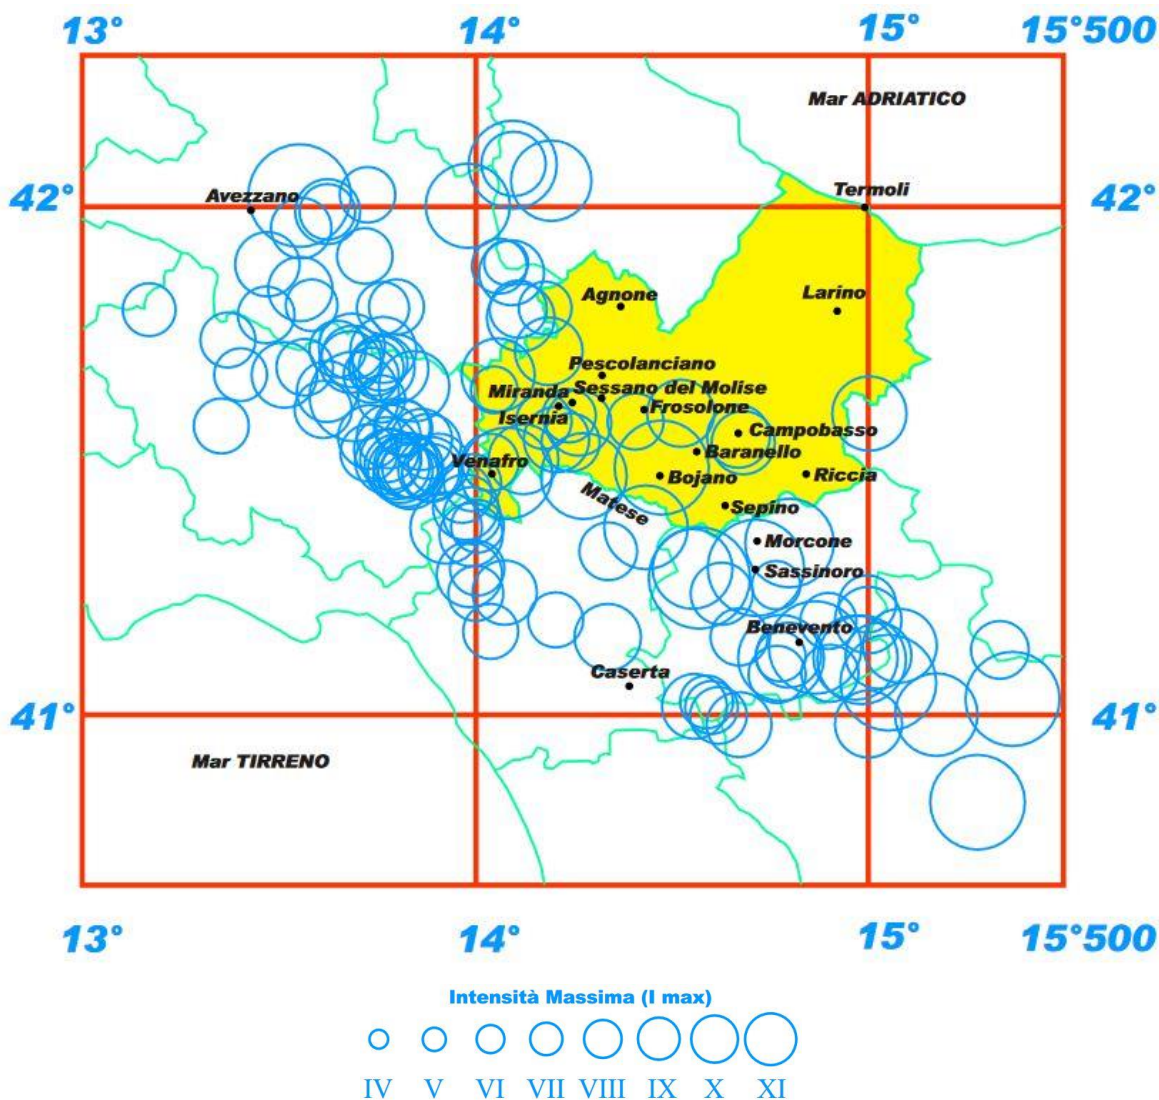 13° 14° 15° 15°500
Mar ADRIATICO
42° Avezzano Termoli 42°
Agnone Larino
Pescolanciano
Miranda Sessano del Molise
Isernia Frosolone
Campobasso
Venafro Baranello
Bojano Riccia
Matese Sepino
Morcone
Sassinoro
Benevento
Caserta
41° 41°
Mar TIRRENO
13° 14° 15° 15°500
Intensità Massima (I max)
IV V VI VII VIII IX X XI